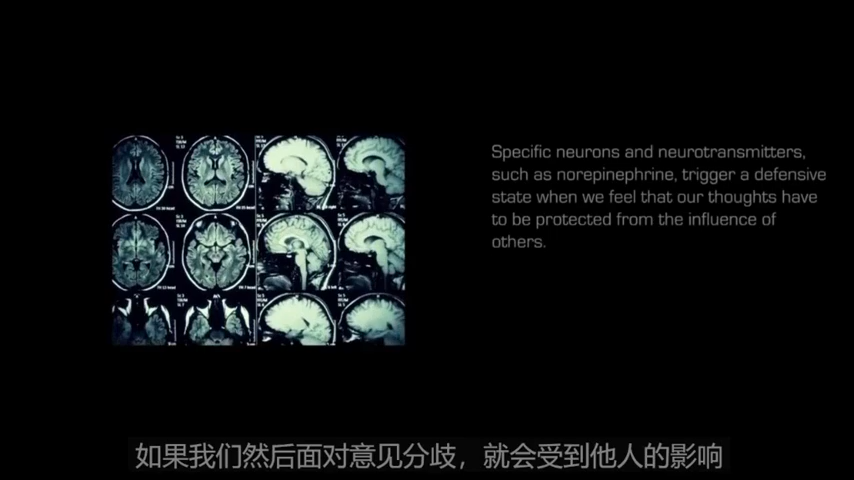 Specific neurons and neurotransmitters,
such as norepinephrine, trigger a defensive
state when we feel that our thoughts have
to be protected from the influence of
others.
如果我们然后面对意见分歧，就会受到他人的影响